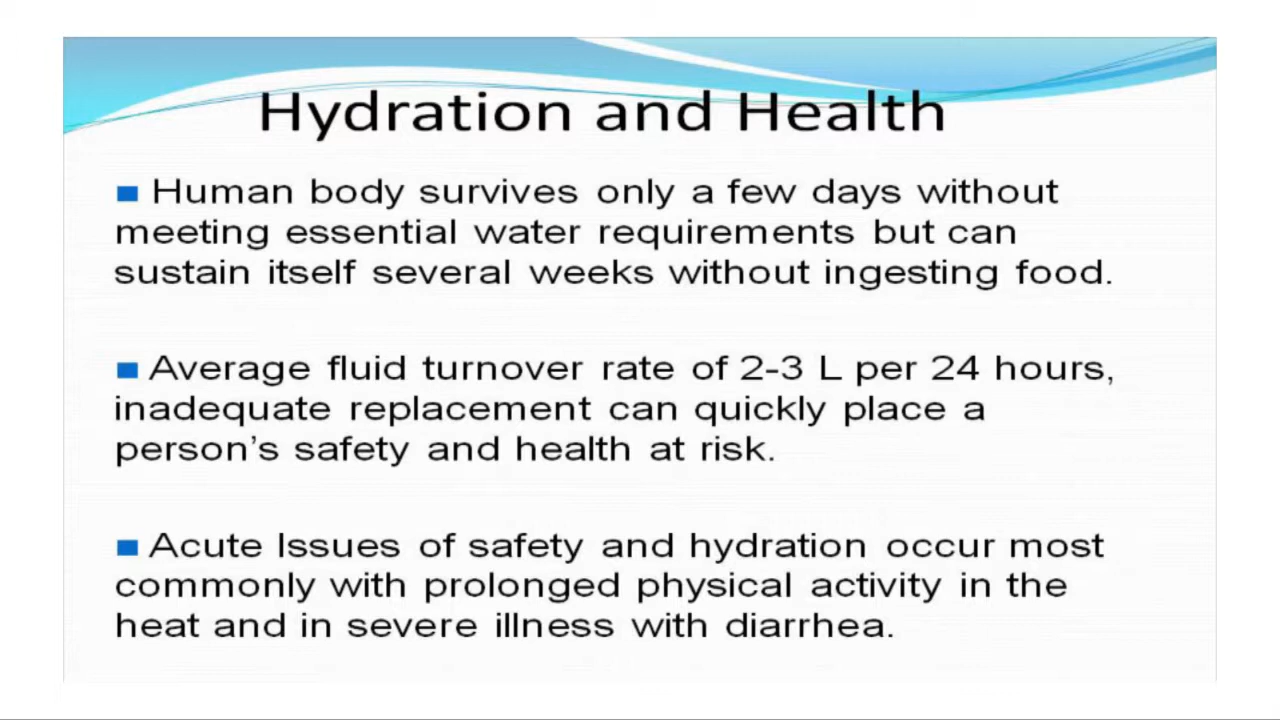 Hydration and Health
■ Human body survives only a few days without
meeting essential water requirements but can
sustain itself several weeks without ingesting food.
■ Average fluid turnover rate of 2-3 L per 24 hours,
inadequate replacement can quickly place a
person's safety and health at risk.
■ Acute Issues of safety and hydration occur most
commonly with prolonged physical activity in the
heat and in severe illness with diarrhea.